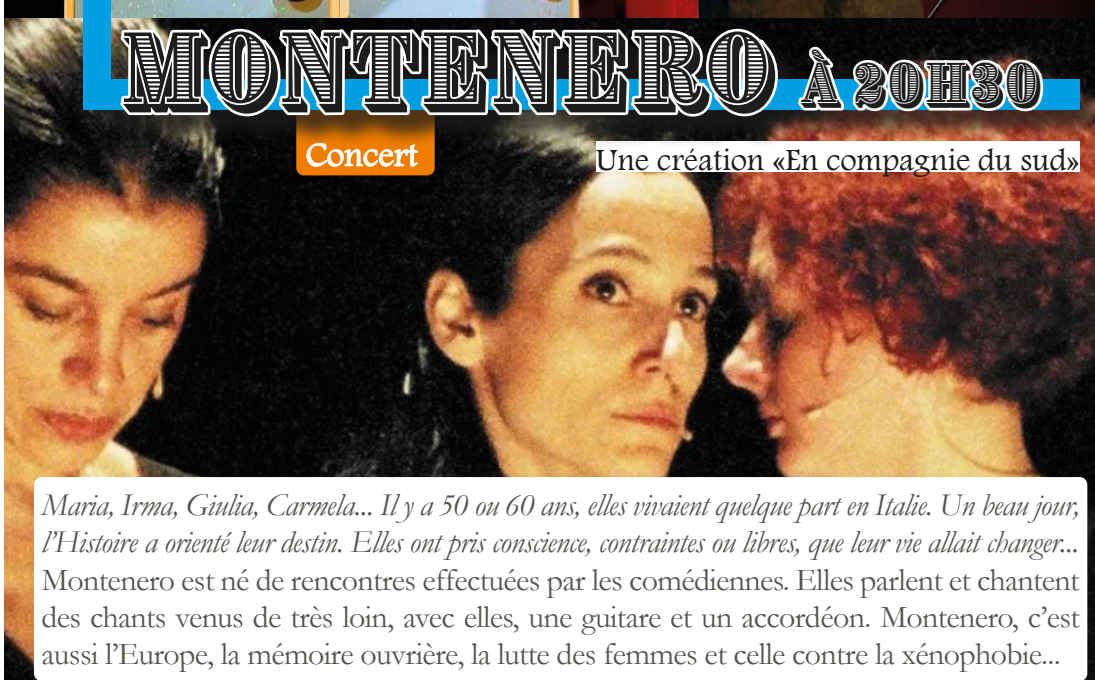 MONTENERO À 20H30
Concert
Une création «En compagnie du sud»
Maria, Irma, Giulia, Carmela... Il y a 50 ou 60 ans, elles vivaient quelque part en Italie. Un beau jour,
l'Histoire a orienté leur destin. Elles ont pris conscience, contraintes ou libres, que leur vie allait changer...
Montenero est né de rencontres effectuées par les comédiennes. Elles parlent et chantent
des chants venus de très loin, avec elles, une guitare et un accordéon. Montenero, c'est
aussi l'Europe, la mémoire ouvrière, la lutte des femmes et celle contre la xénophobie...